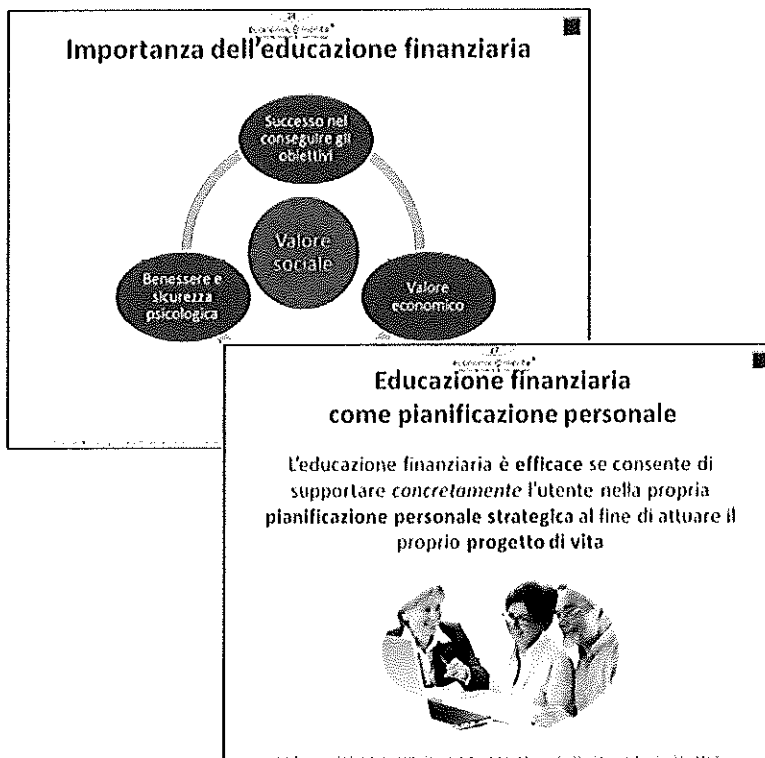 Importanza dell'educazione finanziaria
Successo nel
conseguire gli
obiettivi
Valore
sociale
Benessere e
sicurezza
psicologica
Valore
economico
Educazione finanziaria
come pianificazione personale
L'educazione finanziaria è efficace se consente di
supportare concretamente l'utente nella propria
pianificazione personale strategica al fine di attuare il
proprio progetto di vita